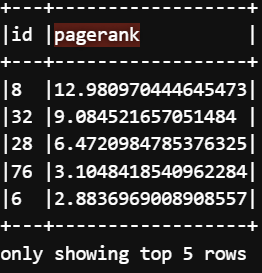 +---+------------------+
|id |pagerank          |
+---+------------------+
|8  |12.980970444645473|
|32 |9.084521657051484 |
|28 |6.4720984785376325|
|76 |3.1048418540962284|
|6  |2.8836969008908557|
+---+------------------+
only showing top 5 rows